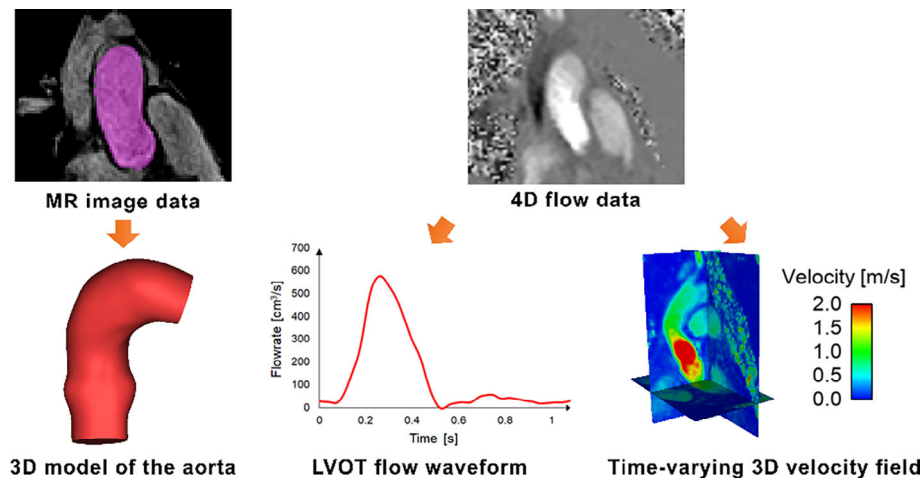 MR image data
4D flow data
700
600
500
400
300
200
100
0
Flowrate [cm³/s]
0 0.2 0.4 0.6 0.8 1
Time [s]
Velocity [m/s]
2.0
1.5
1.0
0.5
0.0
3D model of the aorta
LVOT flow waveform
Time-varying 3D velocity field